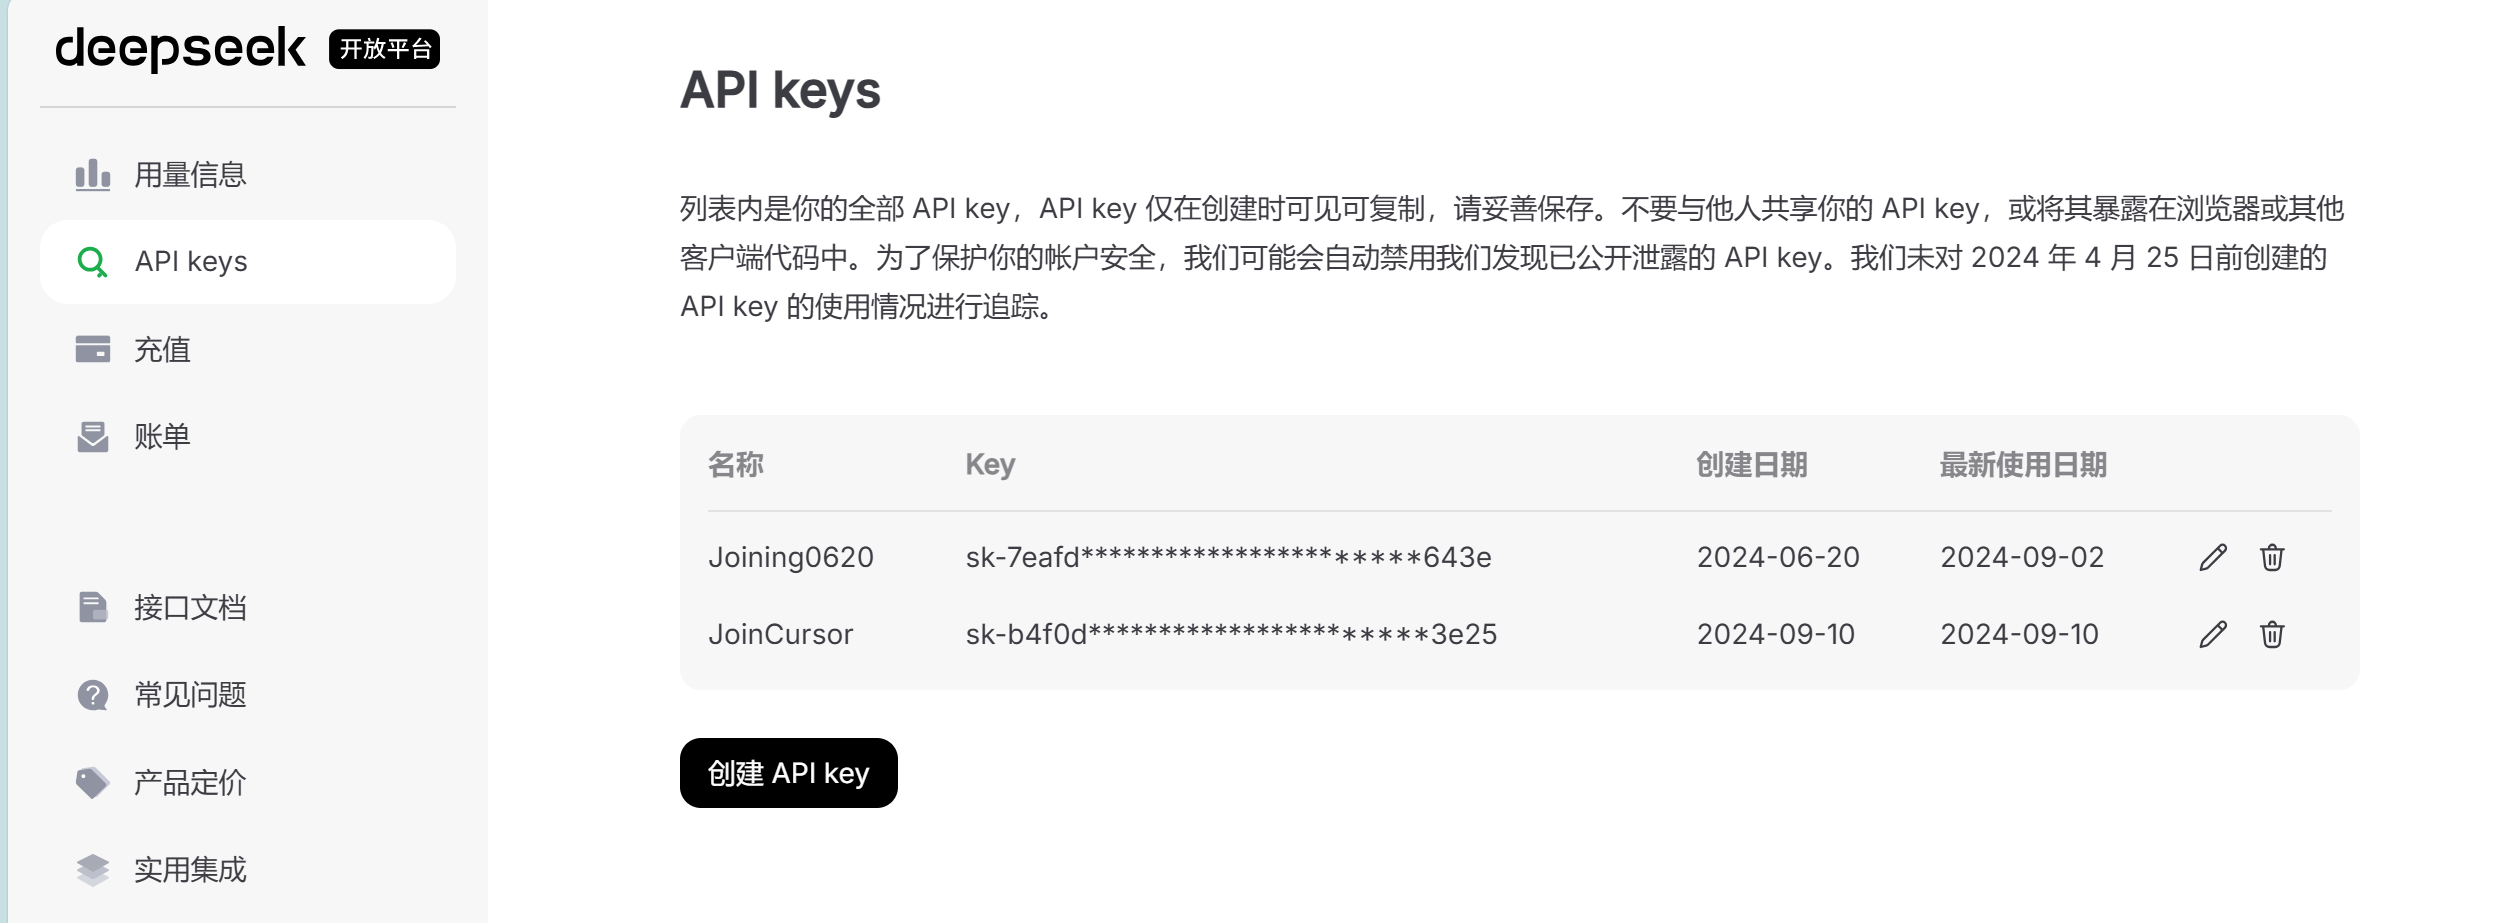 deepseek 开放平台
用量信息
API keys
充值
账单
接口文档
常见问题
产品定价
实用集成
API keys
列表内是你的全部 API key，API key 仅在创建时可见可复制，请妥善保存。不要与他人共享你的 API key，或将其暴露在浏览器或其他
客户端代码中。为了保护你的帐户安全，我们可能会自动禁用我们发现已公开泄露的 API key。我们未对 2024 年 4 月 25 日前创建的
API key 的使用情况进行追踪。
名称 Key 创建日期 最新使用日期
Joining0620 sk-7eafd************************643e 2024-06-20 2024-09-02
JoinCursor sk-b4f0d************************3e25 2024-09-10 2024-09-10
创建 API key